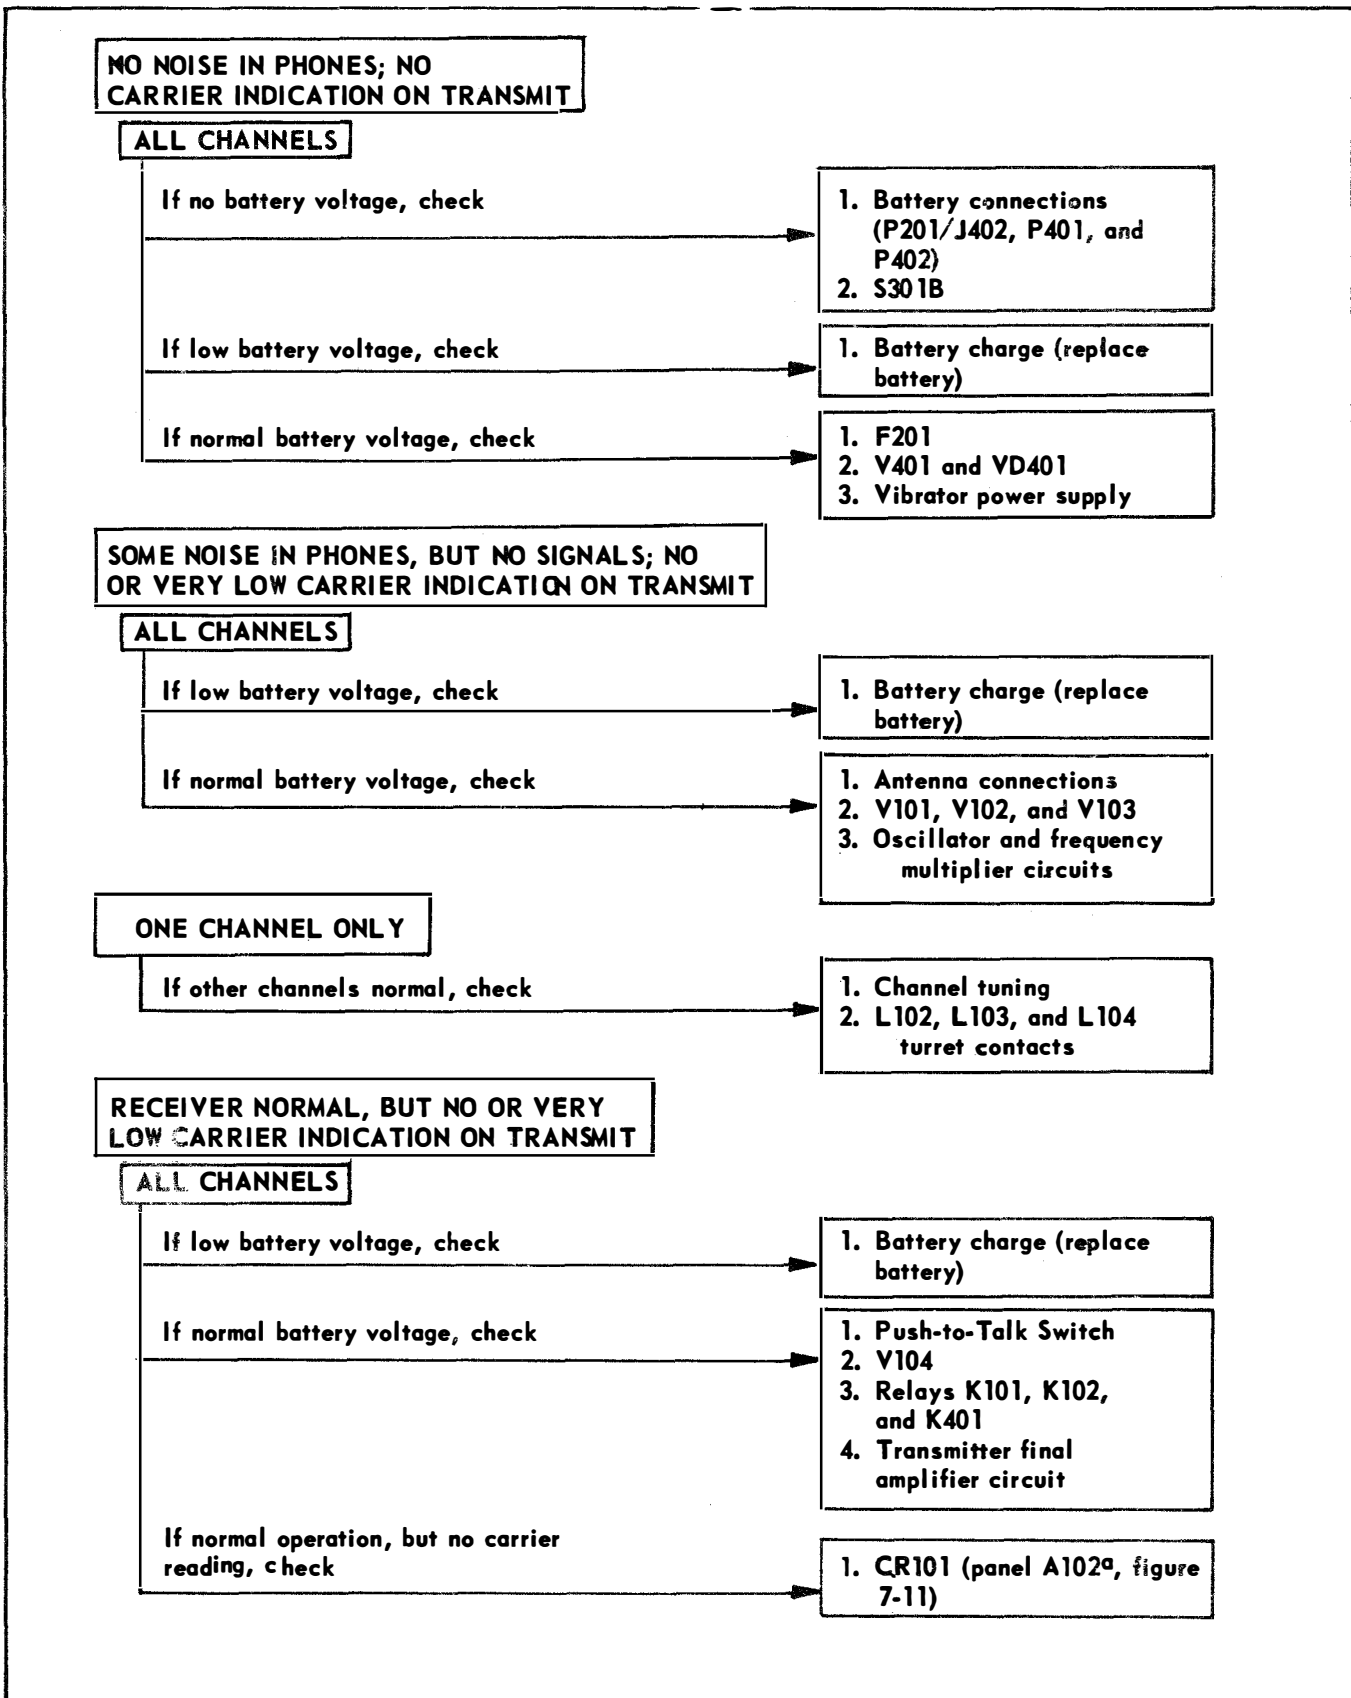 NO NOISE IN PHONES; NO
CARRIER INDICATION ON TRANSMIT
ALL CHANNELS
If no battery voltage, check
1. Battery connections
(P201/J402, P401, and
P402)
2. S301B
If low battery voltage, check
1. Battery charge (replace
battery)
If normal battery voltage, check
1. F201
2. V401 and VD401
3. Vibrator power supply
SOME NOISE IN PHONES, BUT NO SIGNALS; NO
OR VERY LOW CARRIER INDICATION ON TRANSMIT
ALL CHANNELS
If low battery voltage, check
1. Battery charge (replace
battery)
If normal battery voltage, check
1. Antenna connections
2. V101, V102, and V103
3. Oscillator and frequency
multiplier circuits
ONE CHANNEL ONLY
If other channels normal, check
1. Channel tuning
2. L102, L103, and L104
turret contacts
RECEIVER NORMAL, BUT NO OR VERY
LOW CARRIER INDICATION ON TRANSMIT
ALL CHANNELS
If low battery voltage, check
1. Battery charge (replace
battery)
If normal battery voltage, check
1. Push-to-Talk Switch
2. V104
3. Relays K101, K102,
and K401
4. Transmitter final
amplifier circuit
If normal operation, but no carrier
reading, check
1. CR101 (panel A102ª, figure
7-11)